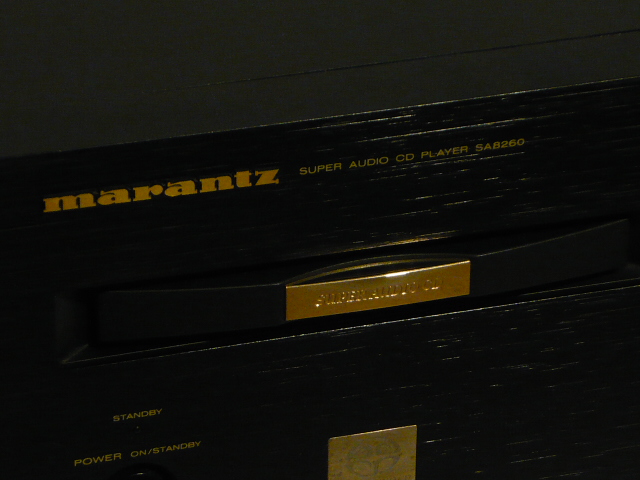 marantz SUPER AUDIO CD PLAYER SA8260
SUPER AUDIO CD
STANDBY
POWER ON/STANDBY